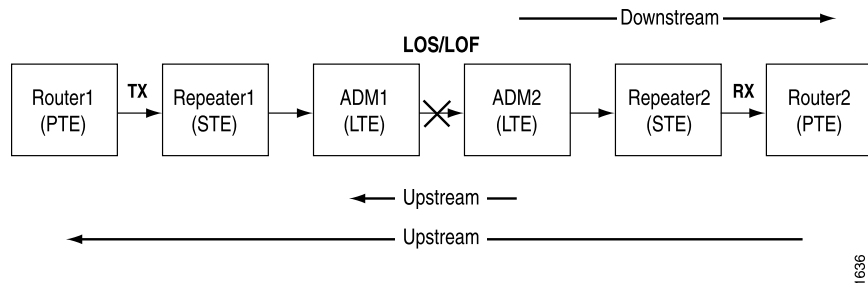 Downstream
LOS/LOF
Router1
(PTE)
TX
Repeater1
(STE)
ADM1
(LTE)
ADM2
(LTE)
Repeater2
(STE)
RX
Router2
(PTE)
Upstream
Upstream
1636